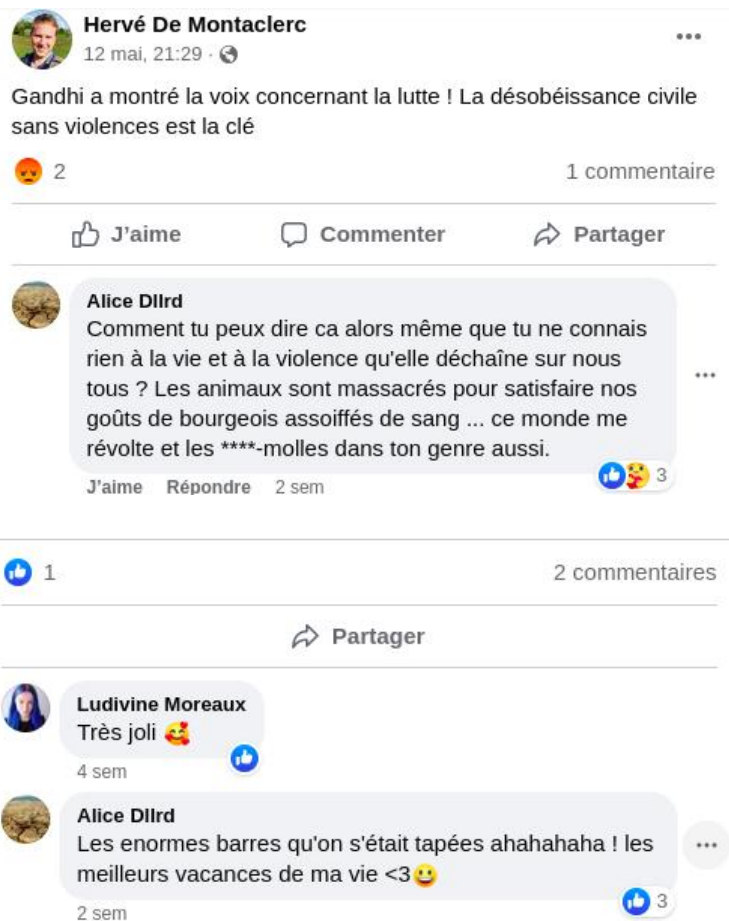 Hervé De Montaclerc
12 mai, 21:29 ·
Gandhi a montré la voix concernant la lutte ! La désobéissance civile
sans violences est la clé
2
1 commentaire
J'aime
Commenter
Partager
Alice Dllrd
Comment tu peux dire ca alors même que tu ne connais
rien à la vie et à la violence qu'elle déchaîne sur nous
tous ? Les animaux sont massacrés pour satisfaire nos
goûts de bourgeois assoiffés de sang ... ce monde me
révolte et les ****-molles dans ton genre aussi.
3
J'aime Répondre 2 sem
1
2 commentaires
Partager
Ludivine Moreaux
Très joli 🥰
4 sem
Alice Dllrd
Les enormes barres qu'on s'était tapées ahahahaha ! les
meilleurs vacances de ma vie <3😀
3
2 sem